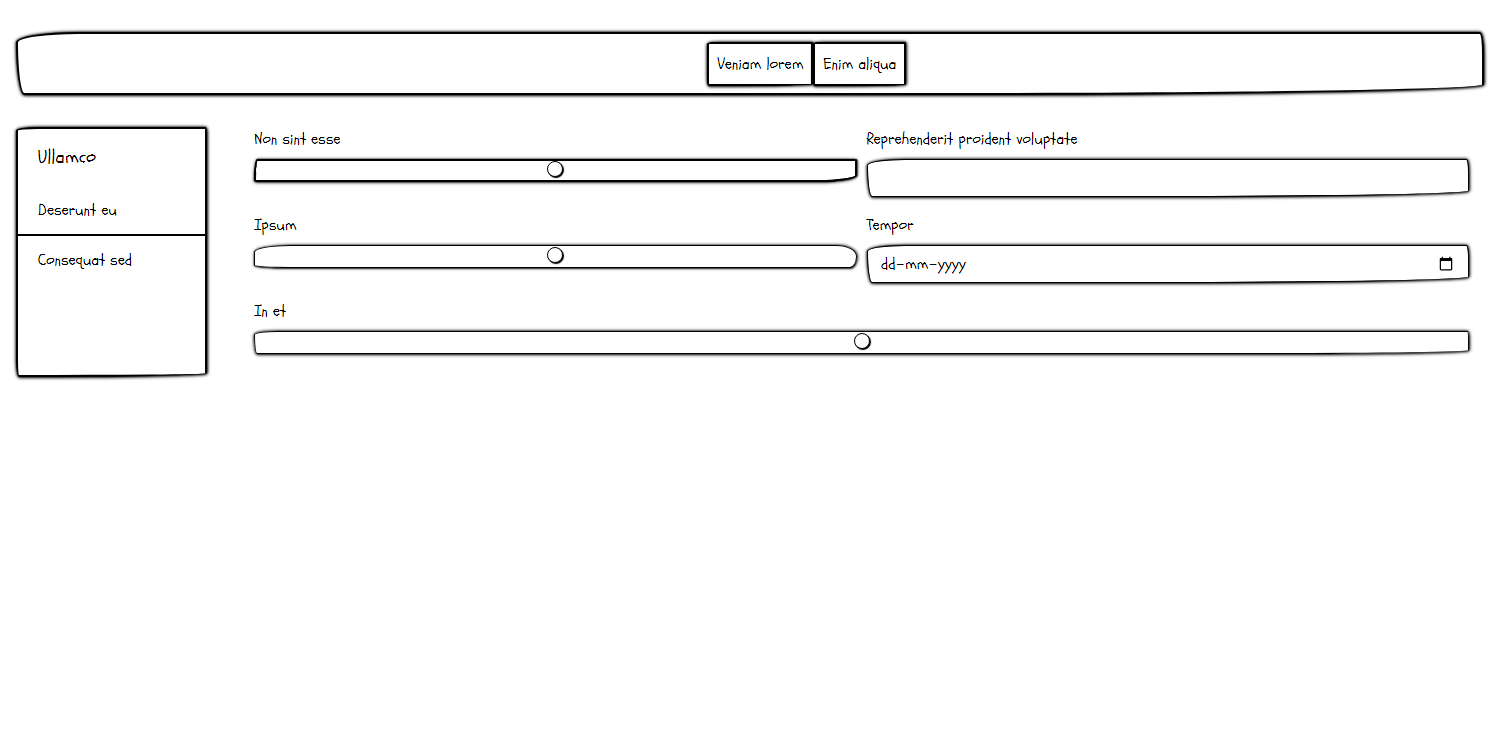 Veniam lorem Enim aliqua
Ullamco
Deserunt eu
Consequat sed
Non sint esse
Reprehenderit proident voluptate
Ipsum
Tempor
dd-mm-yyyy
In et